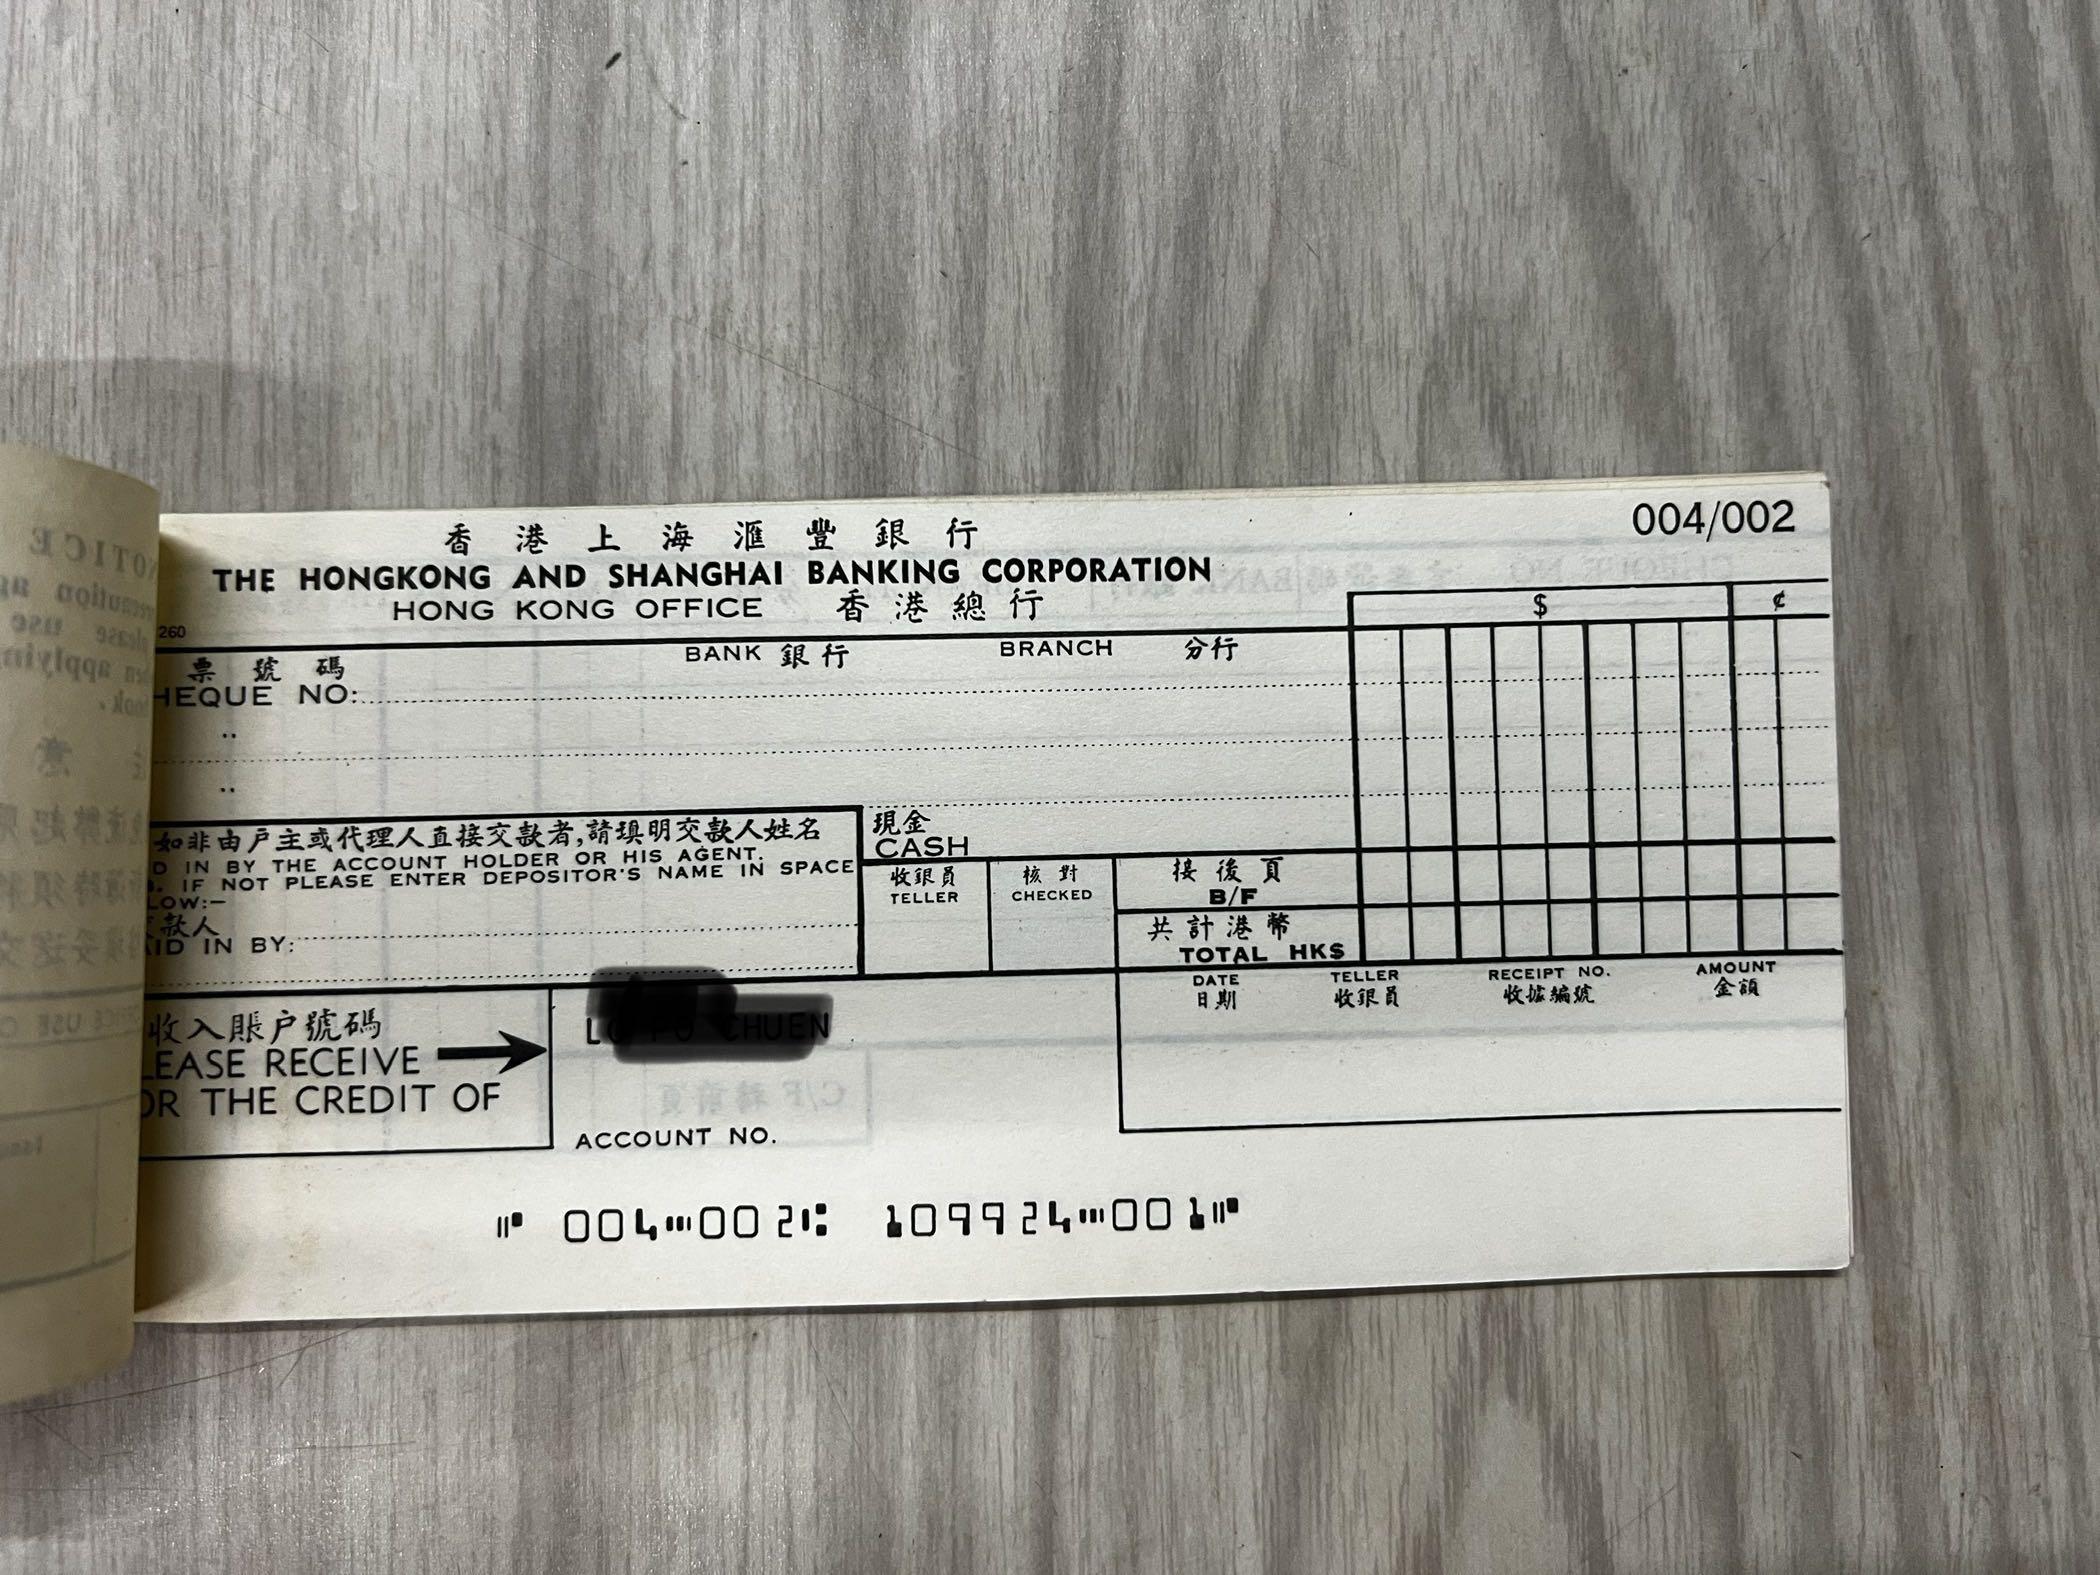 香港上海滙豐銀行
004/002
THE HONGKONG AND SHANGHAI BANKING CORPORATION
HONG KONG OFFICE 香港總行
$ ¢
260
票號碼 BANK 銀行 BRANCH 分行
HEQUE NO:
"
"
如非由戶主或代理人直接交款者,請填明交款人姓名
D IN BY THE ACCOUNT HOLDER OR HIS AGENT.
IF NOT PLEASE ENTER DEPOSITOR'S NAME IN SPACE
LOW:-
款人
AID IN BY:
現金
CASH
收銀員
TELLER
核對
CHECKED
接後頁
B/F
共計港幣
TOTAL HK$
DATE
日期
TELLER
收銀員
RECEIPT NO.
收據編號
AMOUNT
金額
收入賬户號碼
LEASE RECEIVE
OR THE CREDIT OF
CHUEN
ACCOUNT NO.
⑈ 004⑉002⑆ 109924⑉001⑈